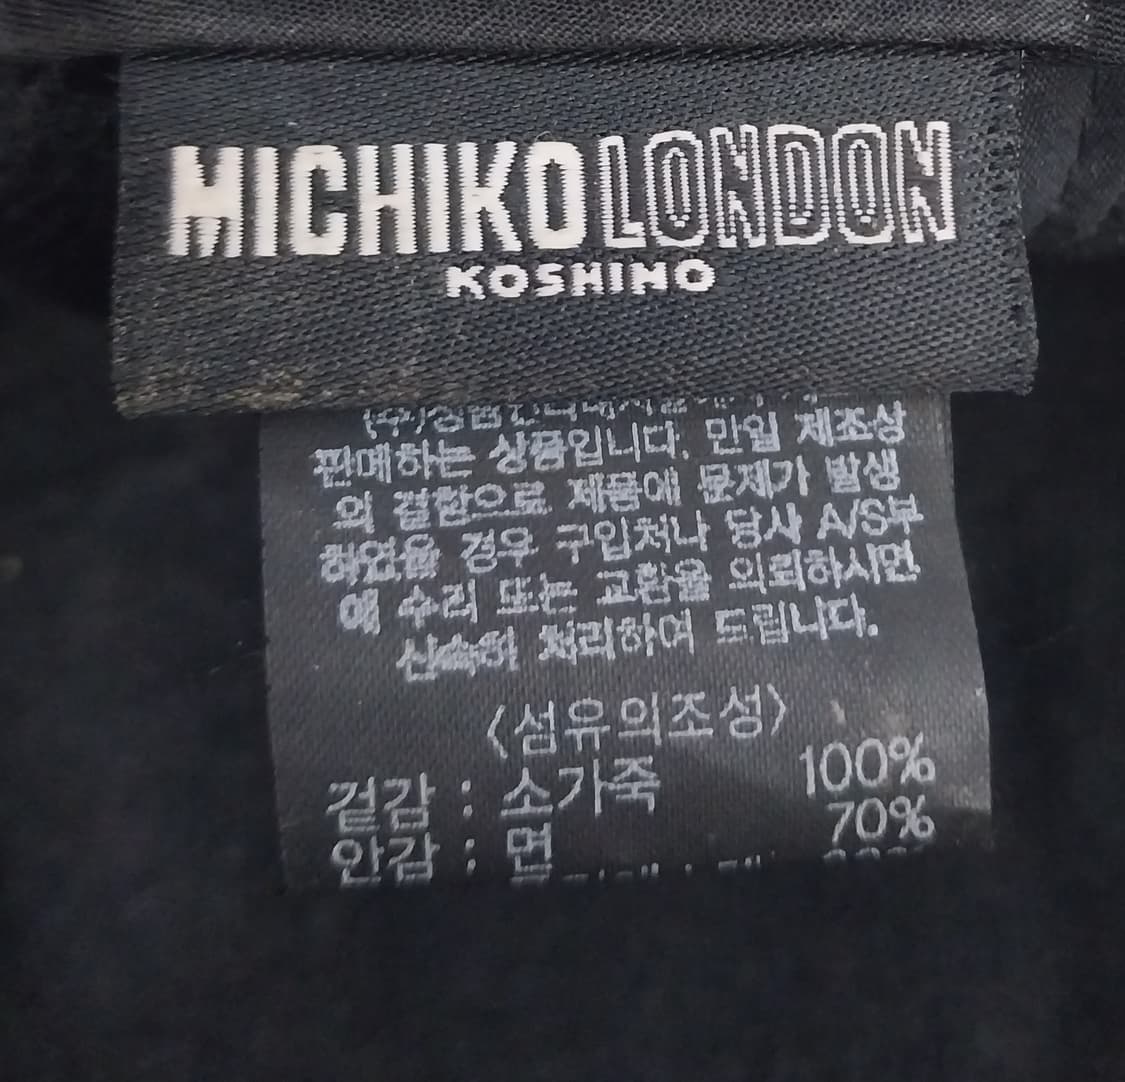 MICHIKO LONDON
KOSHINO
판매하는 상품입니다. 만일 제조상
의 결함으로 제품에 문제가 발생
하였을 경우 구입처나 당사 A/S부
에 수리 또는 교환을 의뢰하시면
신속히 처리하여 드립니다.
<섬유의조성>
겉감 : 소가죽 100%
안감 : 면 70%